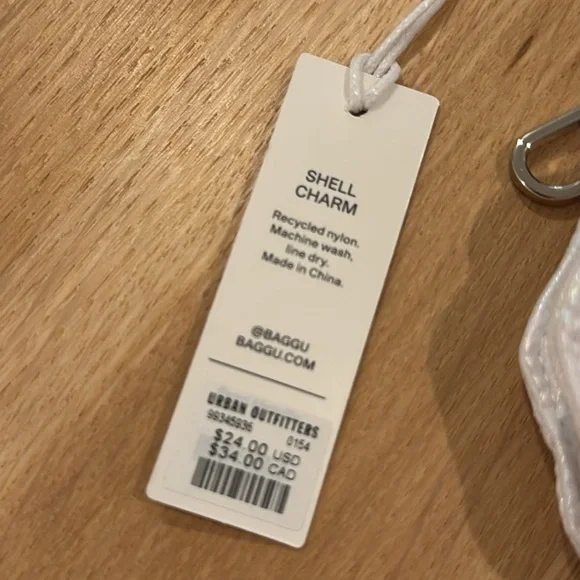 SHELL
CHARM
Recycled nylon.
Machine wash,
line dry.
Made in China.
@BAGGU
BAGGU.COM
URBAN OUTFITTERS
99345936 0154
$24.00 USD
$34.00 CAD